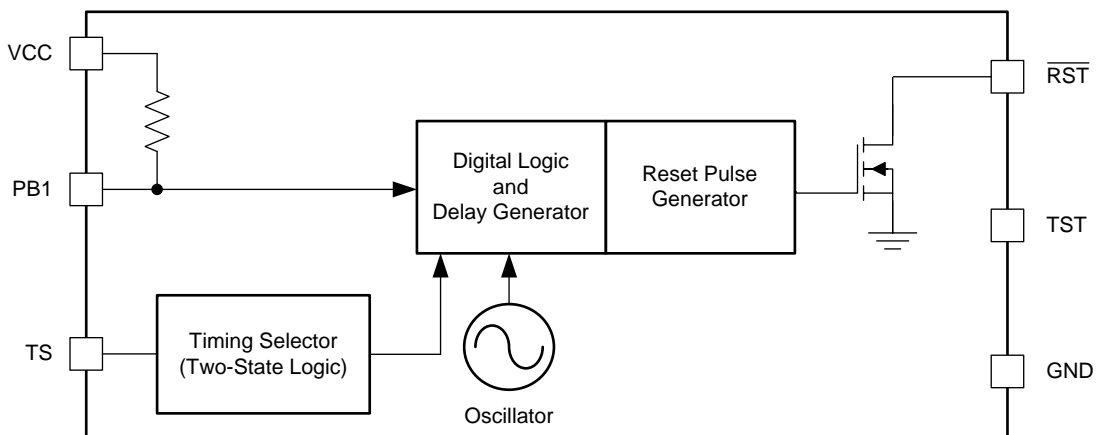 VCC
RST
PB1
Digital Logic
and
Delay Generator
Reset Pulse
Generator
TST
TS
Timing Selector
(Two-State Logic)
GND
Oscillator